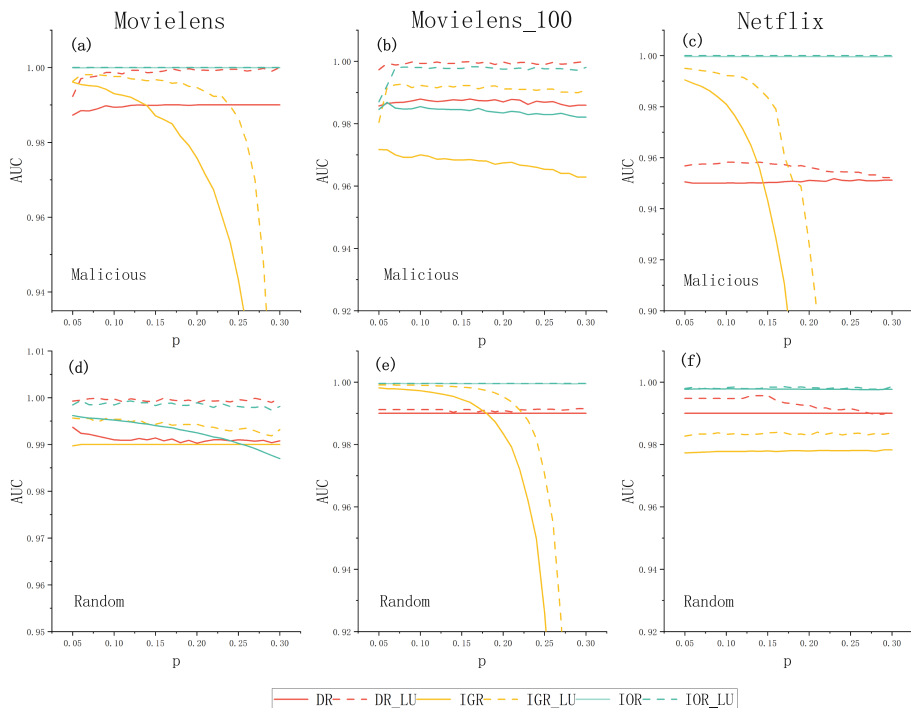 Movielens Movielens_100 Netflix
(a) (b) (c)
1.00 1.00 1.00
0.98 0.98 0.98
0.96 0.96 0.96
0.94 0.94 0.94
0.92 0.92
0.90
AUC AUC AUC
Malicious Malicious Malicious
0.05 0.10 0.15 0.20 0.25 0.30 0.05 0.10 0.15 0.20 0.25 0.30 0.05 0.10 0.15 0.20 0.25 0.30
p p p
(d) (e) (f)
1.01
1.00 1.00 1.00
0.99 0.98 0.98
0.98 0.96 0.96
0.97 0.94 0.94
0.96
0.95 0.92 0.92
AUC AUC AUC
Random Random Random
0.05 0.10 0.15 0.20 0.25 0.30 0.05 0.10 0.15 0.20 0.25 0.30 0.05 0.10 0.15 0.20 0.25 0.30
p p p
DR DR_LU IGR IGR_LU IOR IOR_LU